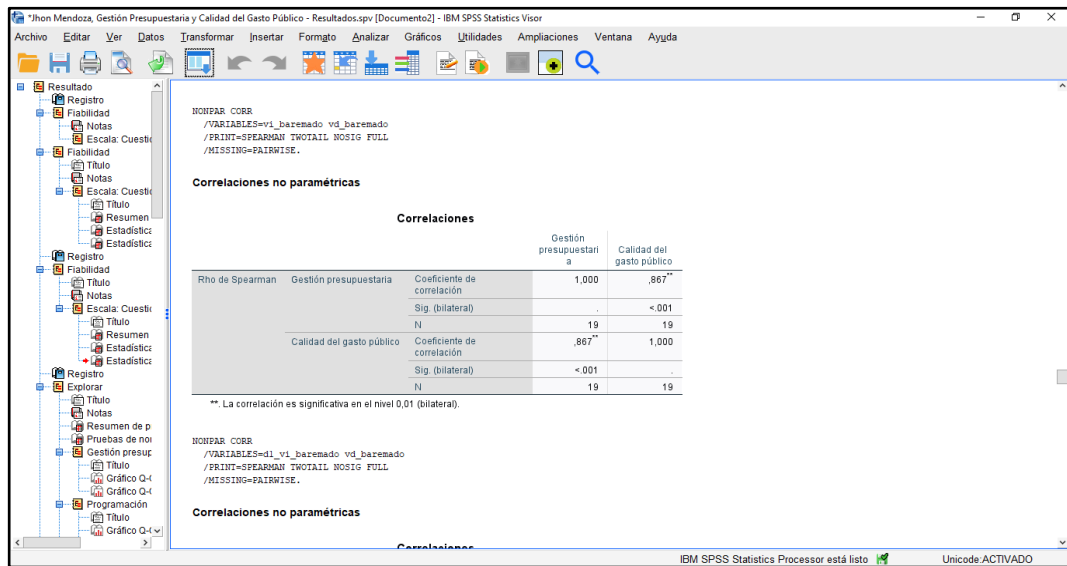 *Jhon Mendoza, Gestión Presupuestaria y Calidad del Gasto Público - Resultados.spv [Documento2] - IBM SPSS Statistics Visor
Archivo Editar Ver Datos Transformar Insertar Formato Analizar Gráficos Utilidades Ampliaciones Ventana Ayuda
Resultado
Registro
Fiabilidad
Notas
Escala: Cuestio
Fiabilidad
Título
Notas
Escala: Cuestio
Título
Resumen
Estadística
Estadística
Registro
Fiabilidad
Título
Notas
Escala: Cuestio
Título
Resumen
Estadística
Estadística
Registro
Explorar
Título
Notas
Resumen de p
Pruebas de nor
Gestión presup
Título
Gráfico Q-(
Gráfico Q-(
Programación
Título
Gráfico Q-(
NONPAR CORR
/VARIABLES=vi_baremado vd_baremado
/PRINT=SPEARMAN TWOTAIL NOSIG FULL
/MISSING=PAIRWISE.
Correlaciones no paramétricas
Correlaciones
Gestión
presupuestari
a
Calidad del
gasto público
Rho de Spearman Gestión presupuestaria Coeficiente de
correlación
1,000 ,867**
Sig. (bilateral) . <.001
N 19 19
Calidad del gasto público Coeficiente de
correlación
,867** 1,000
Sig. (bilateral) <.001 .
N 19 19
**. La correlación es significativa en el nivel 0,01 (bilateral).
NONPAR CORR
/VARIABLES=d1_vi_baremado vd_baremado
/PRINT=SPEARMAN TWOTAIL NOSIG FULL
/MISSING=PAIRWISE.
Correlaciones no paramétricas
Correlaciones
IBM SPSS Statistics Processor está listo Unicode:ACTIVADO